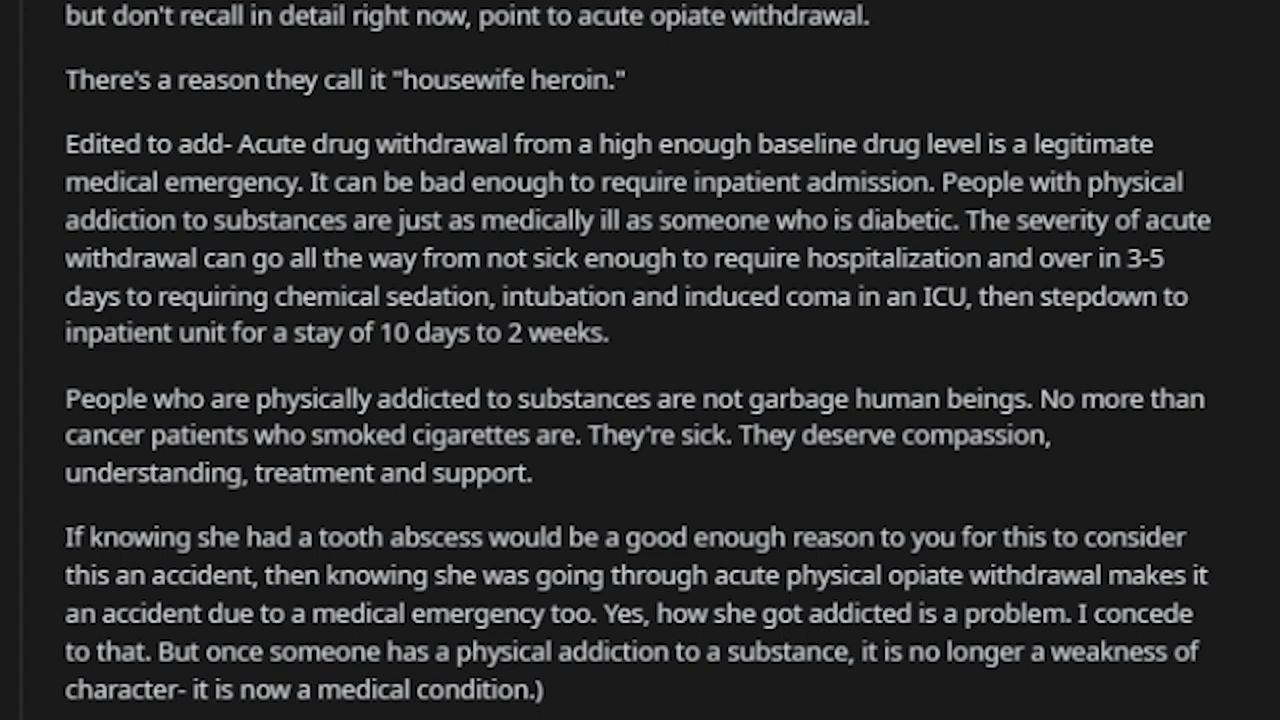 but don't recall in detail right now, point to acute opiate withdrawal.
There's a reason they call it "housewife heroin."
Edited to add- Acute drug withdrawal from a high enough baseline drug level is a legitimate
medical emergency. It can be bad enough to require inpatient admission. People with physical
addiction to substances are just as medically ill as someone who is diabetic. The severity of acute
withdrawal can go all the way from not sick enough to require hospitalization and over in 3-5
days to requiring chemical sedation, intubation and induced coma in an ICU, then stepdown to
inpatient unit for a stay of 10 days to 2 weeks.
People who are physically addicted to substances are not garbage human beings. No more than
cancer patients who smoked cigarettes are. They're sick. They deserve compassion,
understanding, treatment and support.
If knowing she had a tooth abscess would be a good enough reason to you for this to consider
this an accident, then knowing she was going through acute physical opiate withdrawal makes it
an accident due to a medical emergency too. Yes, how she got addicted is a problem. I concede
to that. But once someone has a physical addiction to a substance, it is no longer a weakness of
character- it is now a medical condition.)